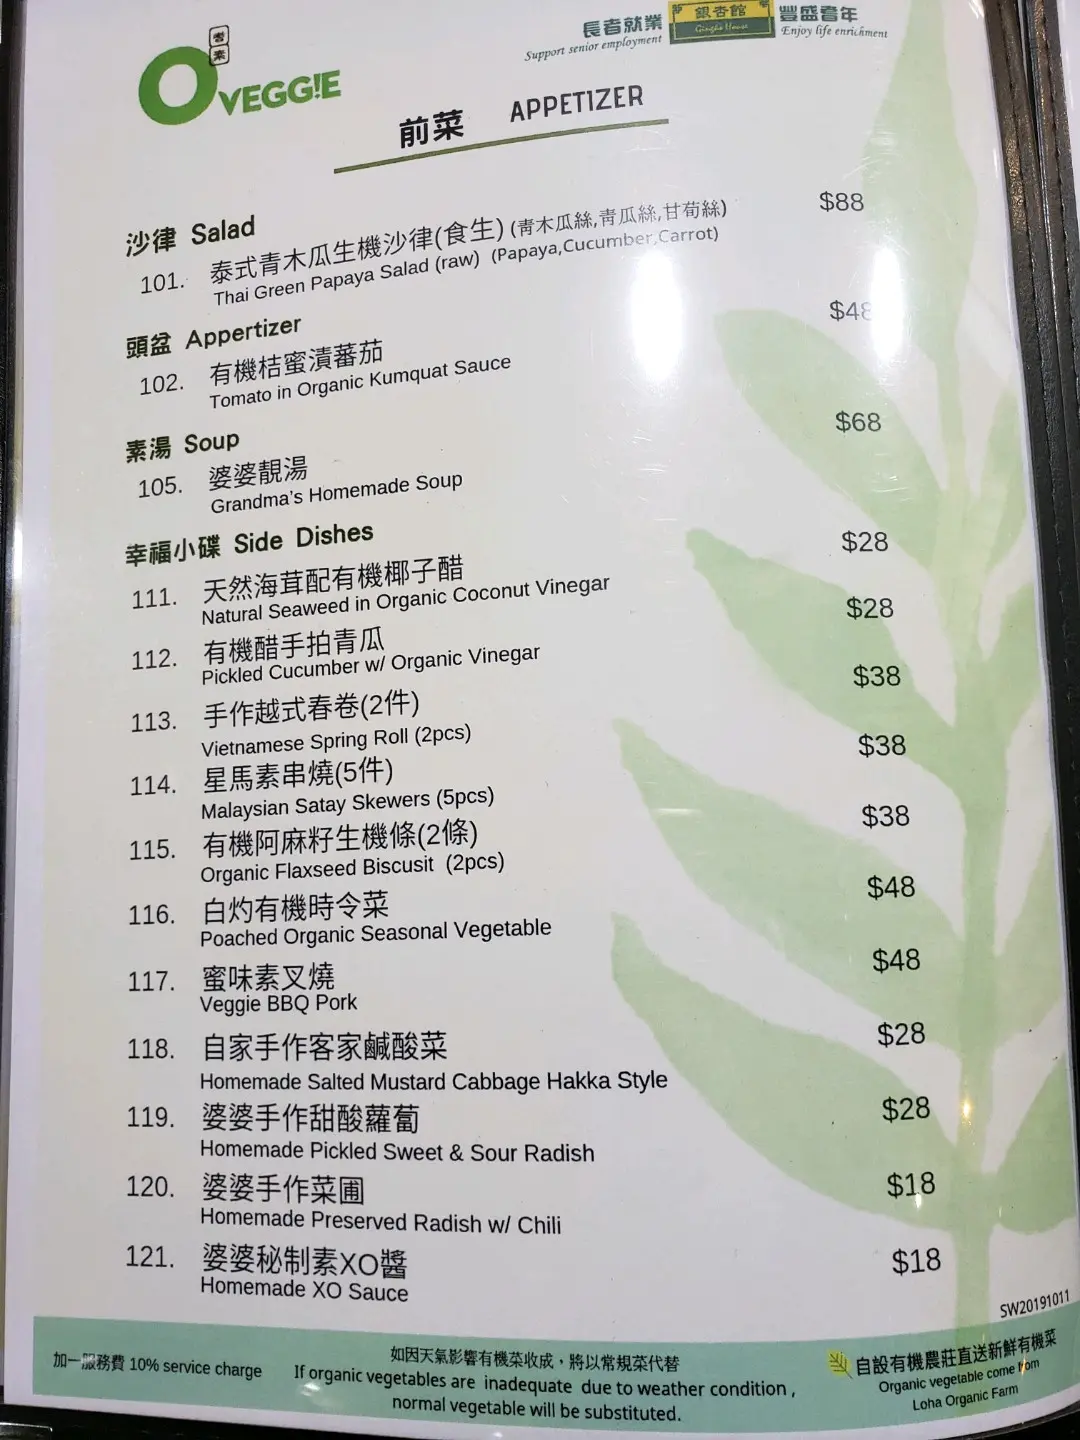 耆素
OVEGG!E
長者就業
Support senior employment
銀杏館
Gingko House
豐盛耆年
Enjoy life enrichment
前菜 APPETIZER
沙律 Salad
101. 泰式青木瓜生機沙律(食生) (青木瓜絲,青瓜絲,甘荀絲) $88
Thai Green Papaya Salad (raw) (Papaya,Cucumber,Carrot)
頭盆 Appertizer
102. 有機桔蜜漬蕃茄 $48
Tomato in Organic Kumquat Sauce
素湯 Soup
105. 婆婆靚湯 $68
Grandma's Homemade Soup
幸福小碟 Side Dishes
111. 天然海茸配有機椰子醋 $28
Natural Seaweed in Organic Coconut Vinegar
112. 有機醋手拍青瓜 $28
Pickled Cucumber w/ Organic Vinegar
113. 手作越式春卷(2件) $38
Vietnamese Spring Roll (2pcs)
114. 星馬素串燒(5件) $38
Malaysian Satay Skewers (5pcs)
115. 有機阿麻籽生機條(2條) $38
Organic Flaxseed Biscusit (2pcs)
116. 白灼有機時令菜 $48
Poached Organic Seasonal Vegetable
117. 蜜味素叉燒 $48
Veggie BBQ Pork
118. 自家手作客家鹹酸菜 $28
Homemade Salted Mustard Cabbage Hakka Style
119. 婆婆手作甜酸蘿蔔 $28
Homemade Pickled Sweet & Sour Radish
120. 婆婆手作菜圃 $18
Homemade Preserved Radish w/ Chili
121. 婆婆秘制素XO醬 $18
Homemade XO Sauce
SW20191011
加一服務費 10% service charge
如因天氣影響有機菜收成，將以常規菜代替
If organic vegetables are inadequate due to weather condition ,
normal vegetable will be substituted.
自設有機農莊直送新鮮有機菜
Organic vegetable come from
Loha Organic Farm